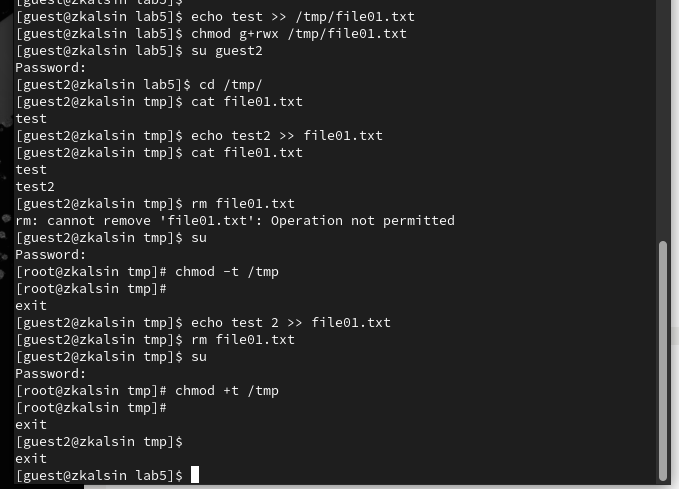 [guest@zkalsin lab5]$
[guest@zkalsin lab5]$ echo test >> /tmp/file01.txt
[guest@zkalsin lab5]$ chmod g+rwx /tmp/file01.txt
[guest@zkalsin lab5]$ su guest2
Password:
[guest2@zkalsin lab5]$ cd /tmp/
[guest2@zkalsin tmp]$ cat file01.txt
test
[guest2@zkalsin tmp]$ echo test2 >> file01.txt
[guest2@zkalsin tmp]$ cat file01.txt
test
test2
[guest2@zkalsin tmp]$ rm file01.txt
rm: cannot remove 'file01.txt': Operation not permitted
[guest2@zkalsin tmp]$ su
Password:
[root@zkalsin tmp]# chmod -t /tmp
[root@zkalsin tmp]#
exit
[guest2@zkalsin tmp]$ echo test 2 >> file01.txt
[guest2@zkalsin tmp]$ rm file01.txt
[guest2@zkalsin tmp]$ su
Password:
[root@zkalsin tmp]# chmod +t /tmp
[root@zkalsin tmp]#
exit
[guest2@zkalsin tmp]$
exit
[guest@zkalsin lab5]$